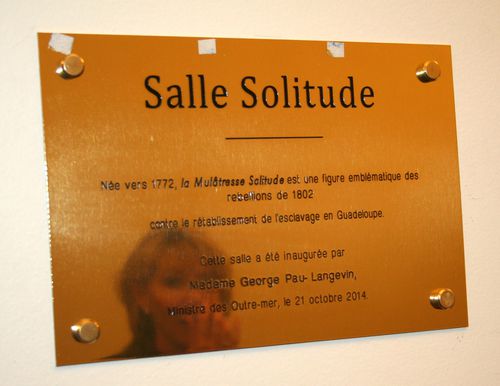 Salle Solitude
Née vers 1772, la Mulâtresse Solitude est une figure emblématique des
rebellions de 1802
contre le rétablissement de l'esclavage en Guadeloupe.
Cette salle a été inaugurée par
Madame George Pau-Langevin,
Ministre des Outre-mer, le 21 octobre 2014.